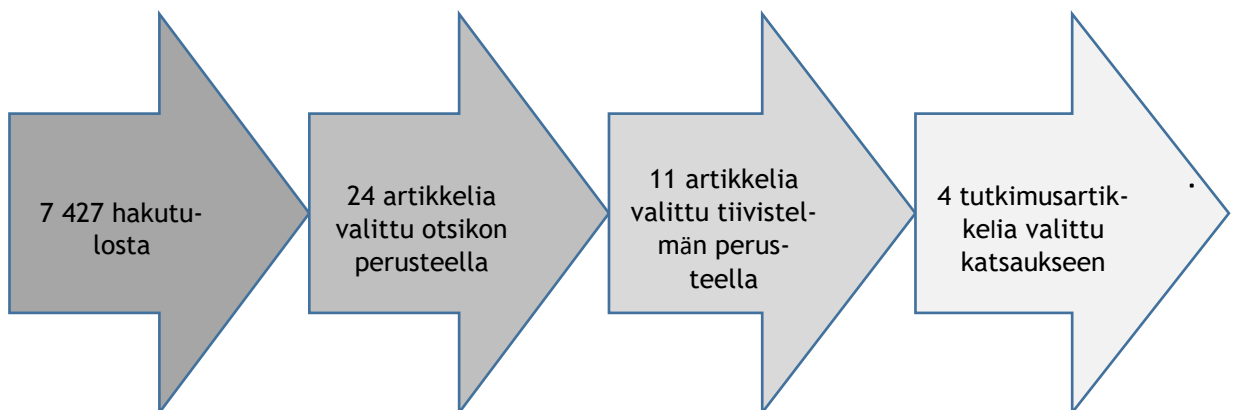 7 427 hakutu-
losta
24 artikkelia
valittu otsikon
perusteella
11 artikkelia
valittu tiivistel-
män perus-
teella
4 tutkimusartik-
kelia valittu
katsaukseen
.